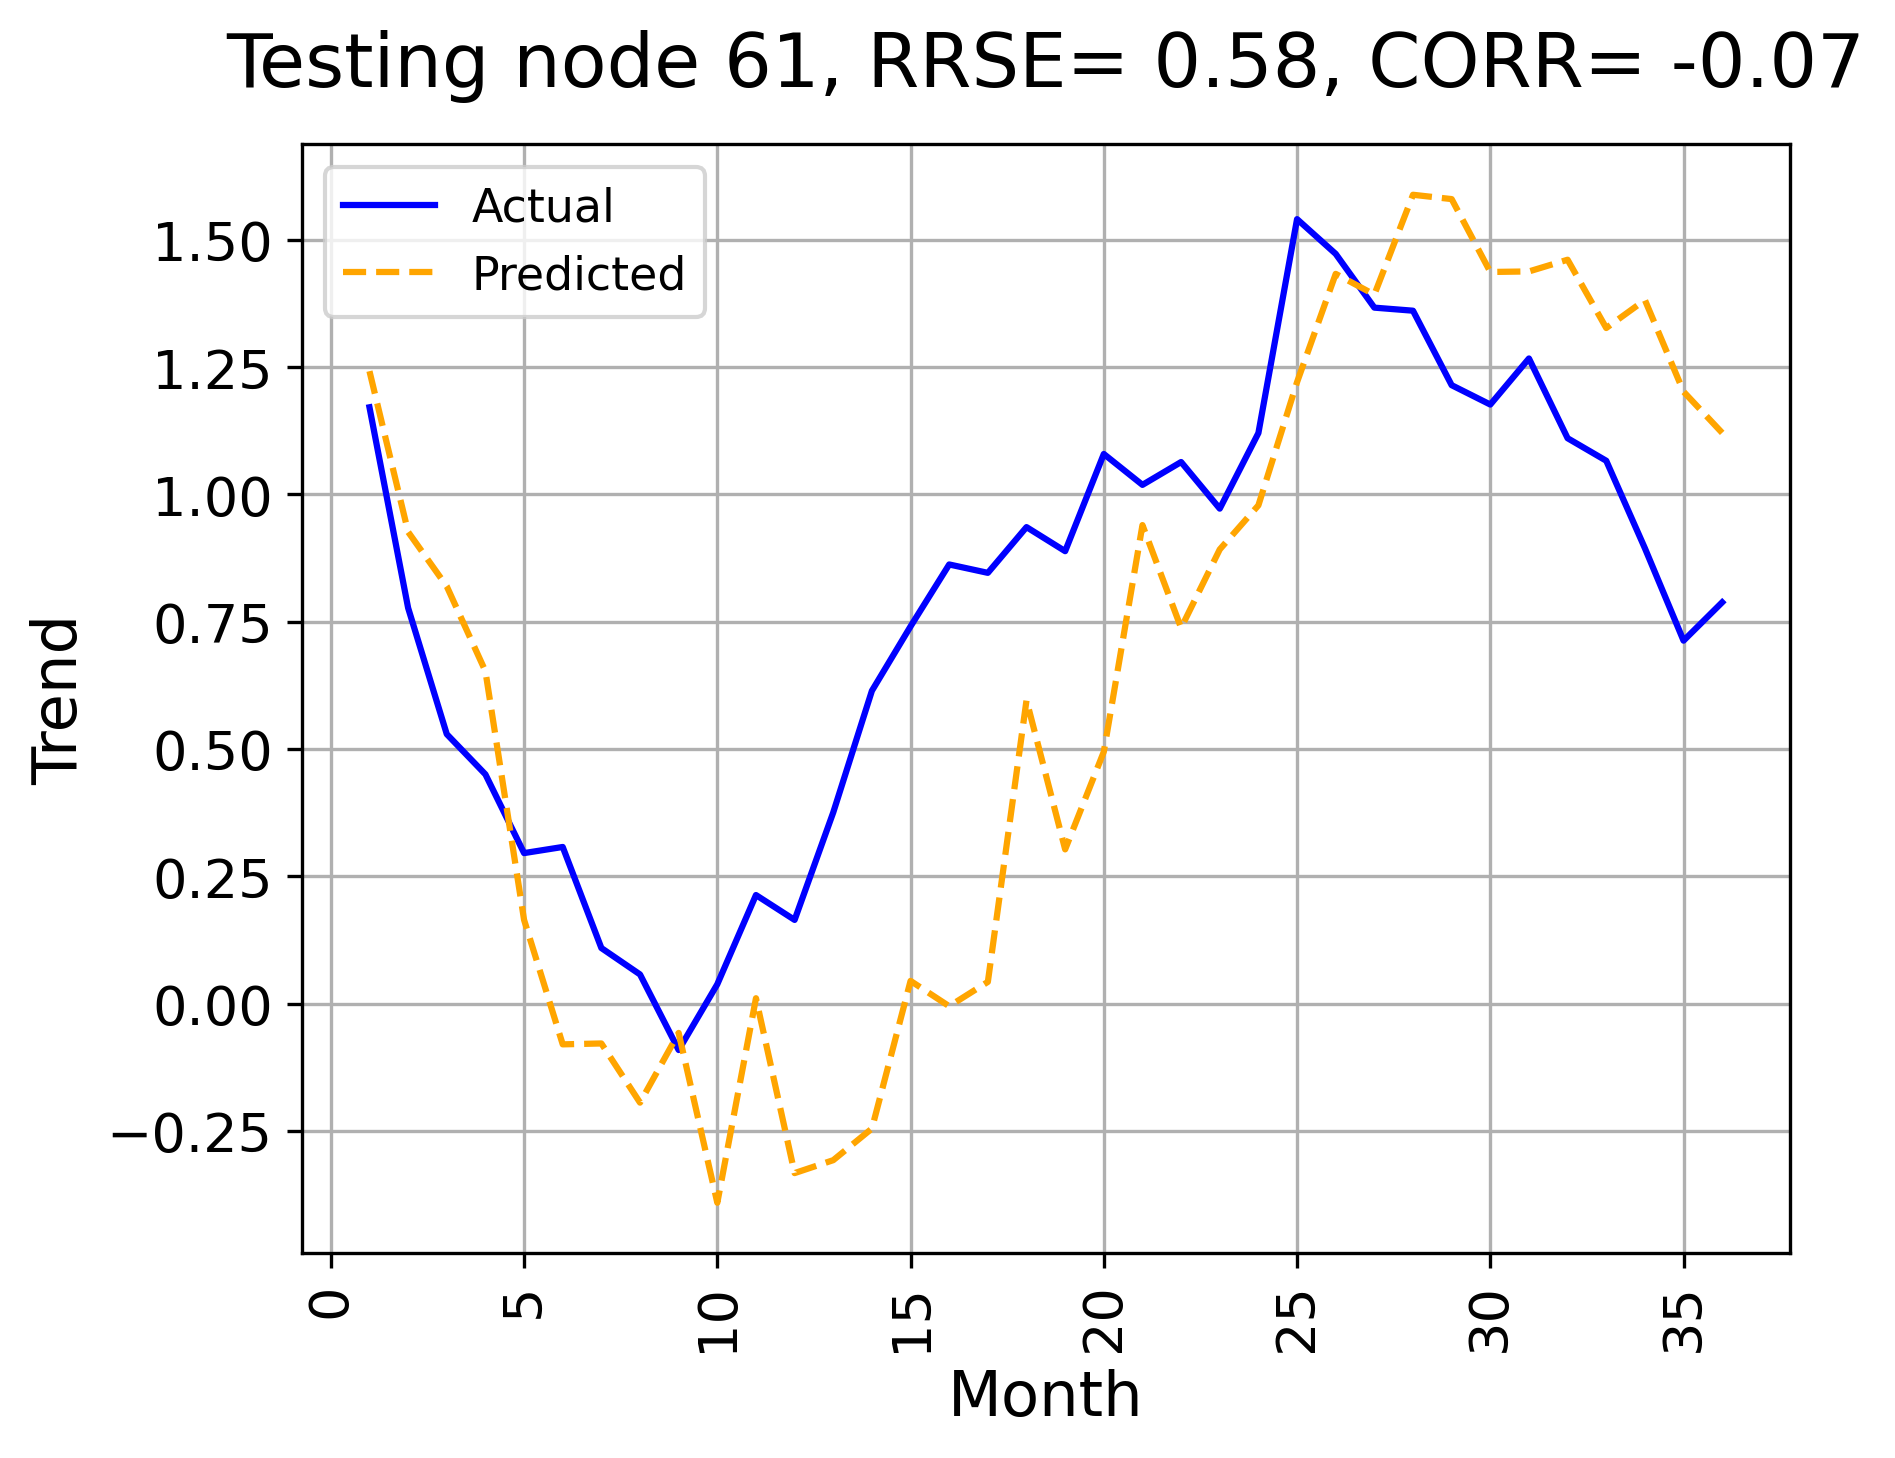 Testing node 61, RRSE= 0.58, CORR= -0.07
Actual
Predicted
1.50
1.25
1.00
0.75
0.50
0.25
0.00
−0.25
Trend
0 5 10 15 20 25 30 35
Month